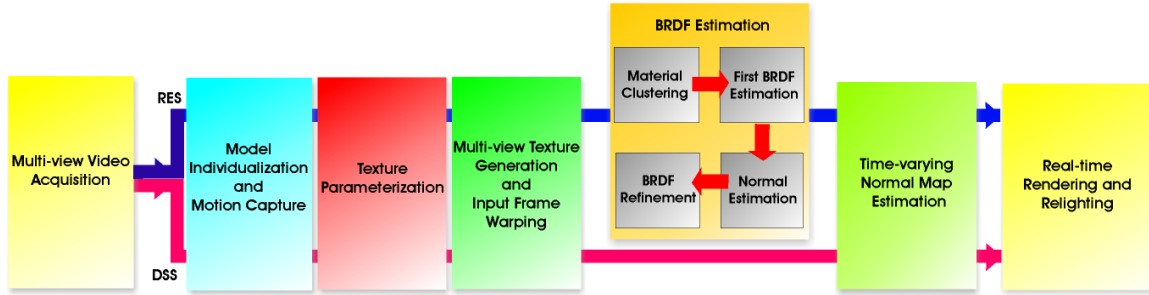 BRDF Estimation
Material
Clustering
First BRDF
Estimation
BRDF
Refinement
Normal
Estimation
RES
DSS
Multi-view Video
Acquisition
Model
Individualization
and
Motion Capture
Texture
Parameterization
Multi-view Texture
Generation
and
Input Frame
Warping
Time-varying
Normal Map
Estimation
Real-time
Rendering and
Relighting